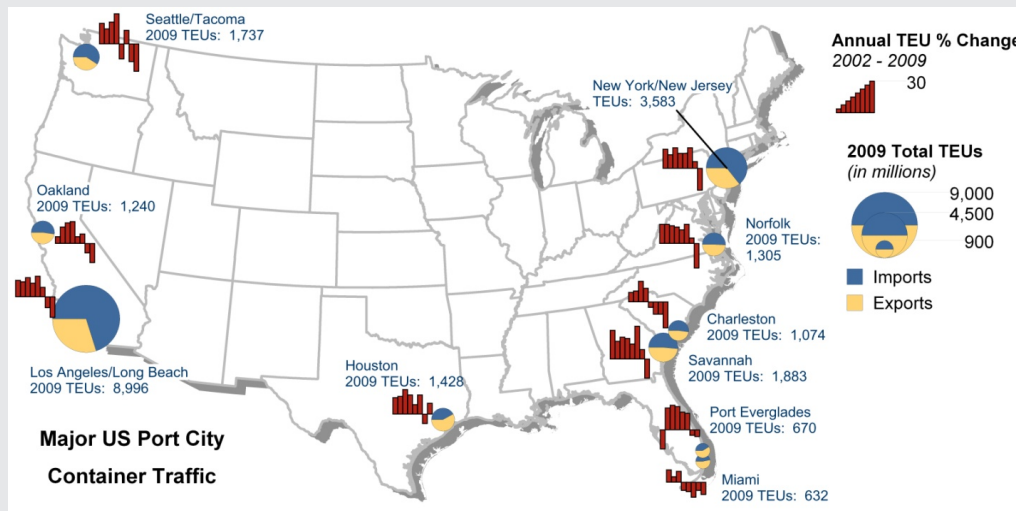 Seattle/Tacoma
2009 TEUs: 1,737
New York/New Jersey
TEUs: 3,583
Annual TEU % Change
2002 - 2009
30
2009 Total TEUs
(in millions)
9,000
4,500
900
Imports
Exports
Oakland
2009 TEUs: 1,240
Norfolk
2009 TEUs:
1,305
Charleston
2009 TEUs: 1,074
Savannah
2009 TEUs: 1,883
Los Angeles/Long Beach
2009 TEUs: 8,996
Houston
2009 TEUs: 1,428
Port Everglades
2009 TEUs: 670
Miami
2009 TEUs: 632
Major US Port City
Container Traffic